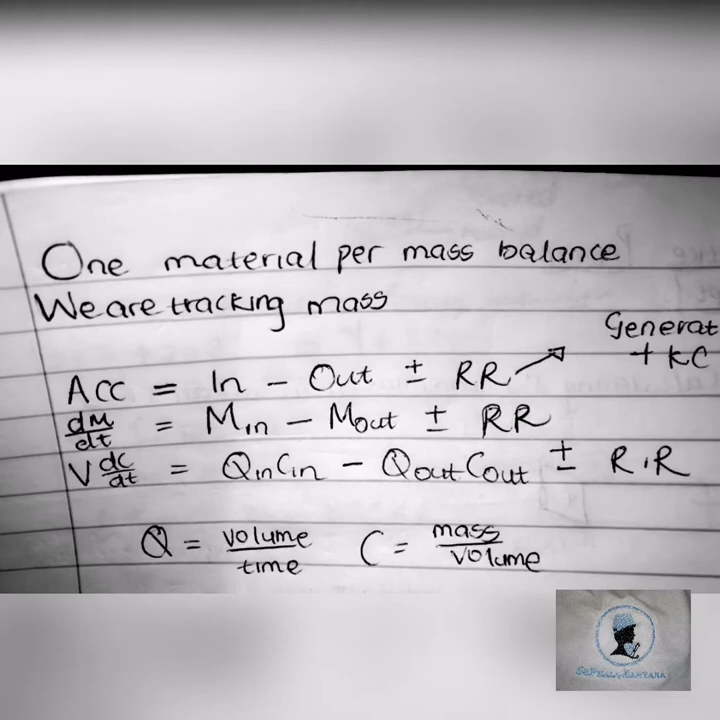 One material per mass balance
We are tracking mass
Generat
+ KC
Acc = In - Out ± RR
dM/dt = Min - Mout ± RR
V dc/dt = QinCin - QoutCout ± R.R
Q = volume/time C = mass/volume